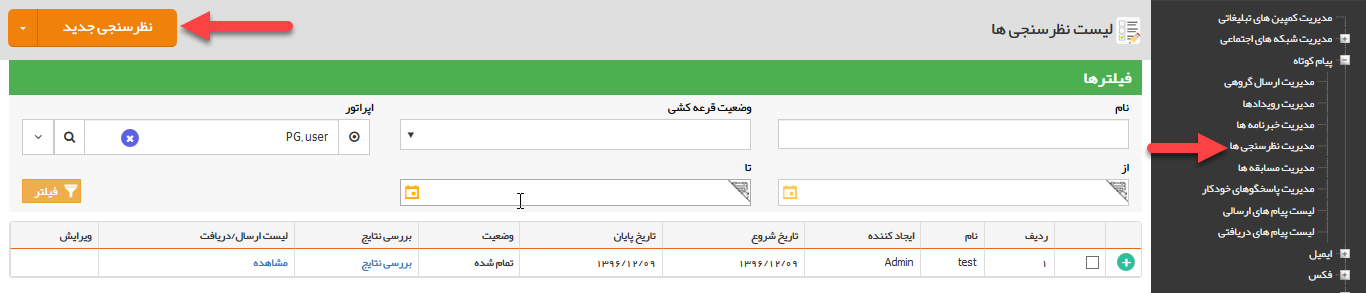 مدیریت کمپین های تبلیغاتی
مدیریت شبکه های اجتماعی
پیام کوتاه
مدیریت ارسال گروهی
مدیریت رویدادها
مدیریت خبرنامه ها
مدیریت نظرسنجی ها
مدیریت مسابقه ها
مدیریت پاسخگوهای خودکار
لیست پیام های ارسالی
لیست پیام های دریافتی
ایمیل
فکس
لیست نظرسنجی ها
نظرسنجی جدید
فیلترها
نام وضعیت قرعه کشی اپراتور
PG, user
از تا
فیلتر
ردیف نام ایجاد کننده تاریخ شروع تاریخ پایان وضعیت بررسی نتایج لیست ارسال/دریافت ویرایش
۱ test Admin ۱۳۹۶/۱۲/۰۹ ۱۳۹۶/۱۲/۰۹ تمام شده بررسی نتایج مشاهده